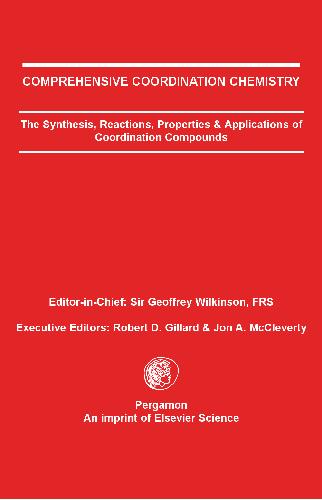 COMPREHENSIVE COORDINATION CHEMISTRY
The Synthesis, Reactions, Properties & Applications of
Coordination Compounds
Editor-in-Chief: Sir Geoffrey Wilkinson, FRS
Executive Editors: Robert D. Gillard & Jon A. McCleverty
Pergamon
An imprint of Elsevier Science